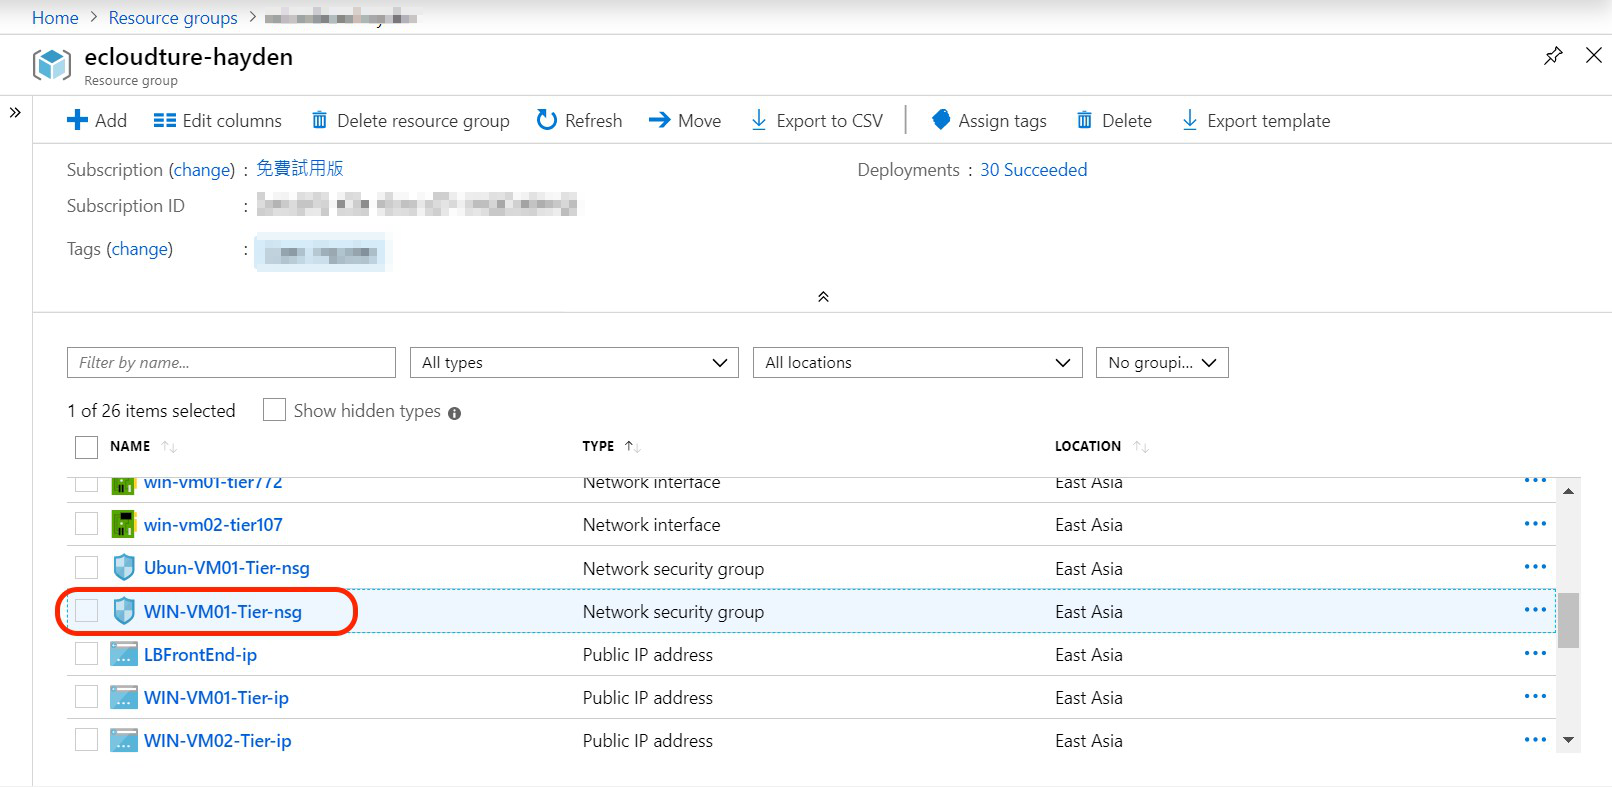 Home > Resource groups >
ecloudture-hayden
Resource group
Add Edit columns Delete resource group Refresh Move Export to CSV Assign tags Delete Export template
Subscription (change) : 免費試用版 Deployments : 30 Succeeded
Subscription ID :
Tags (change) :
Filter by name... All types All locations No groupi...
1 of 26 items selected Show hidden types
NAME TYPE LOCATION
win-vm01-tier772 Network interface East Asia
win-vm02-tier107 Network interface East Asia
Ubun-VM01-Tier-nsg Network security group East Asia
WIN-VM01-Tier-nsg Network security group East Asia
LBFrontEnd-ip Public IP address East Asia
WIN-VM01-Tier-ip Public IP address East Asia
WIN-VM02-Tier-ip Public IP address East Asia